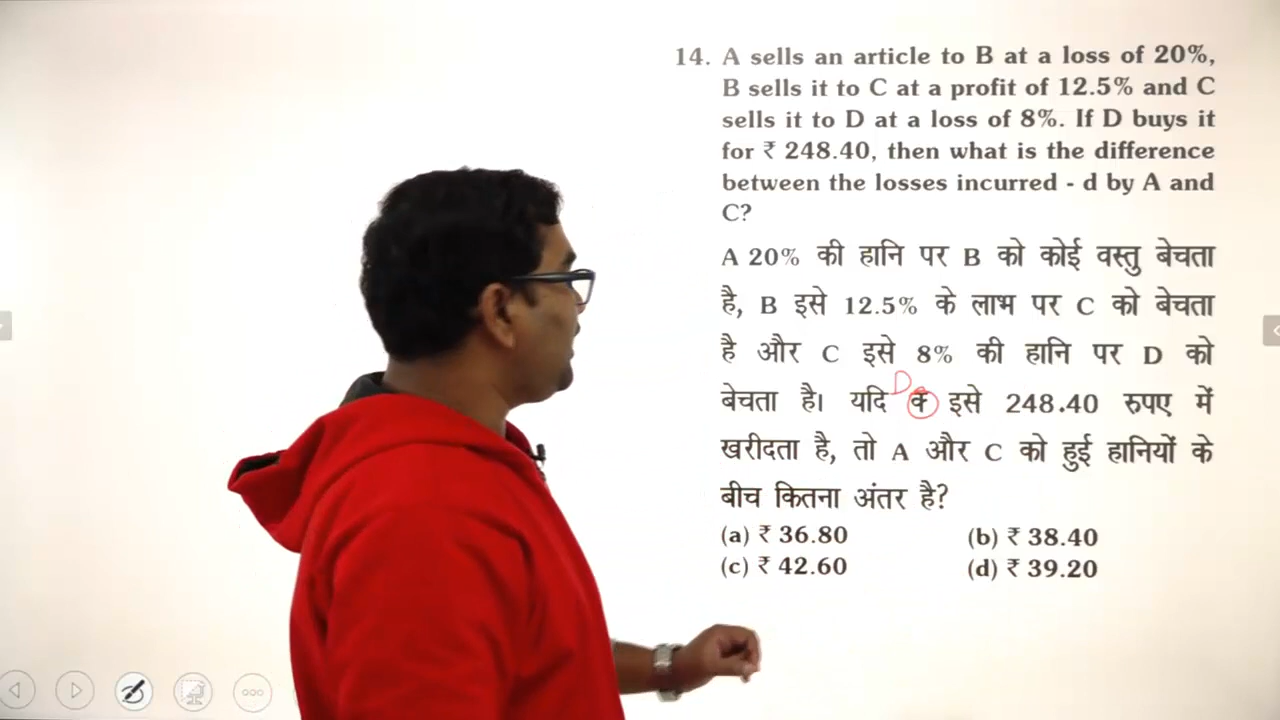 14. A sells an article to B at a loss of 20%,
B sells it to C at a profit of 12.5% and C
sells it to D at a loss of 8%. If D buys it
for ₹ 248.40, then what is the difference
between the losses incurred - d by A and
C?
A 20% की हानि पर B को कोई वस्तु बेचता
है, B इसे 12.5% के लाभ पर C को बेचता
है और C इसे 8% की हानि पर D को
D
बेचता है। यदि क इसे 248.40 रुपए में
खरीदता है, तो A और C को हुई हानियों के
बीच कितना अंतर है?
(a) ₹ 36.80 (b) ₹ 38.40
(c) ₹ 42.60 (d) ₹ 39.20